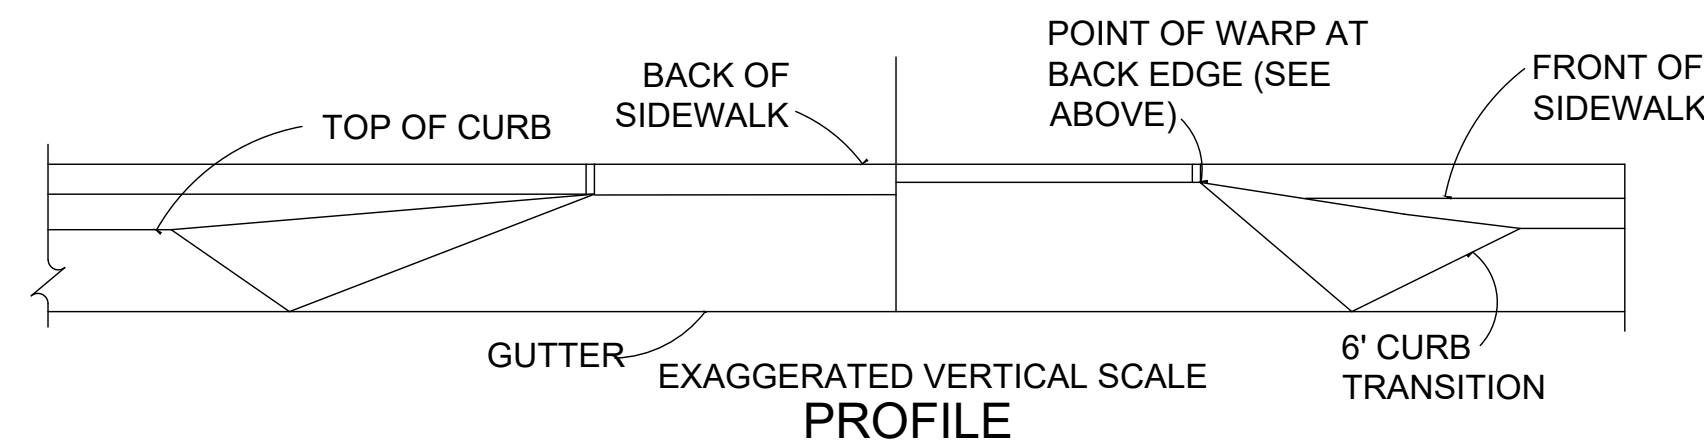 TOP OF CURB
BACK OF
SIDEWALK
POINT OF WARP AT
BACK EDGE (SEE
ABOVE)
FRONT OF
SIDEWALK
GUTTER
6' CURB
TRANSITION
EXAGGERATED VERTICAL SCALE
PROFILE